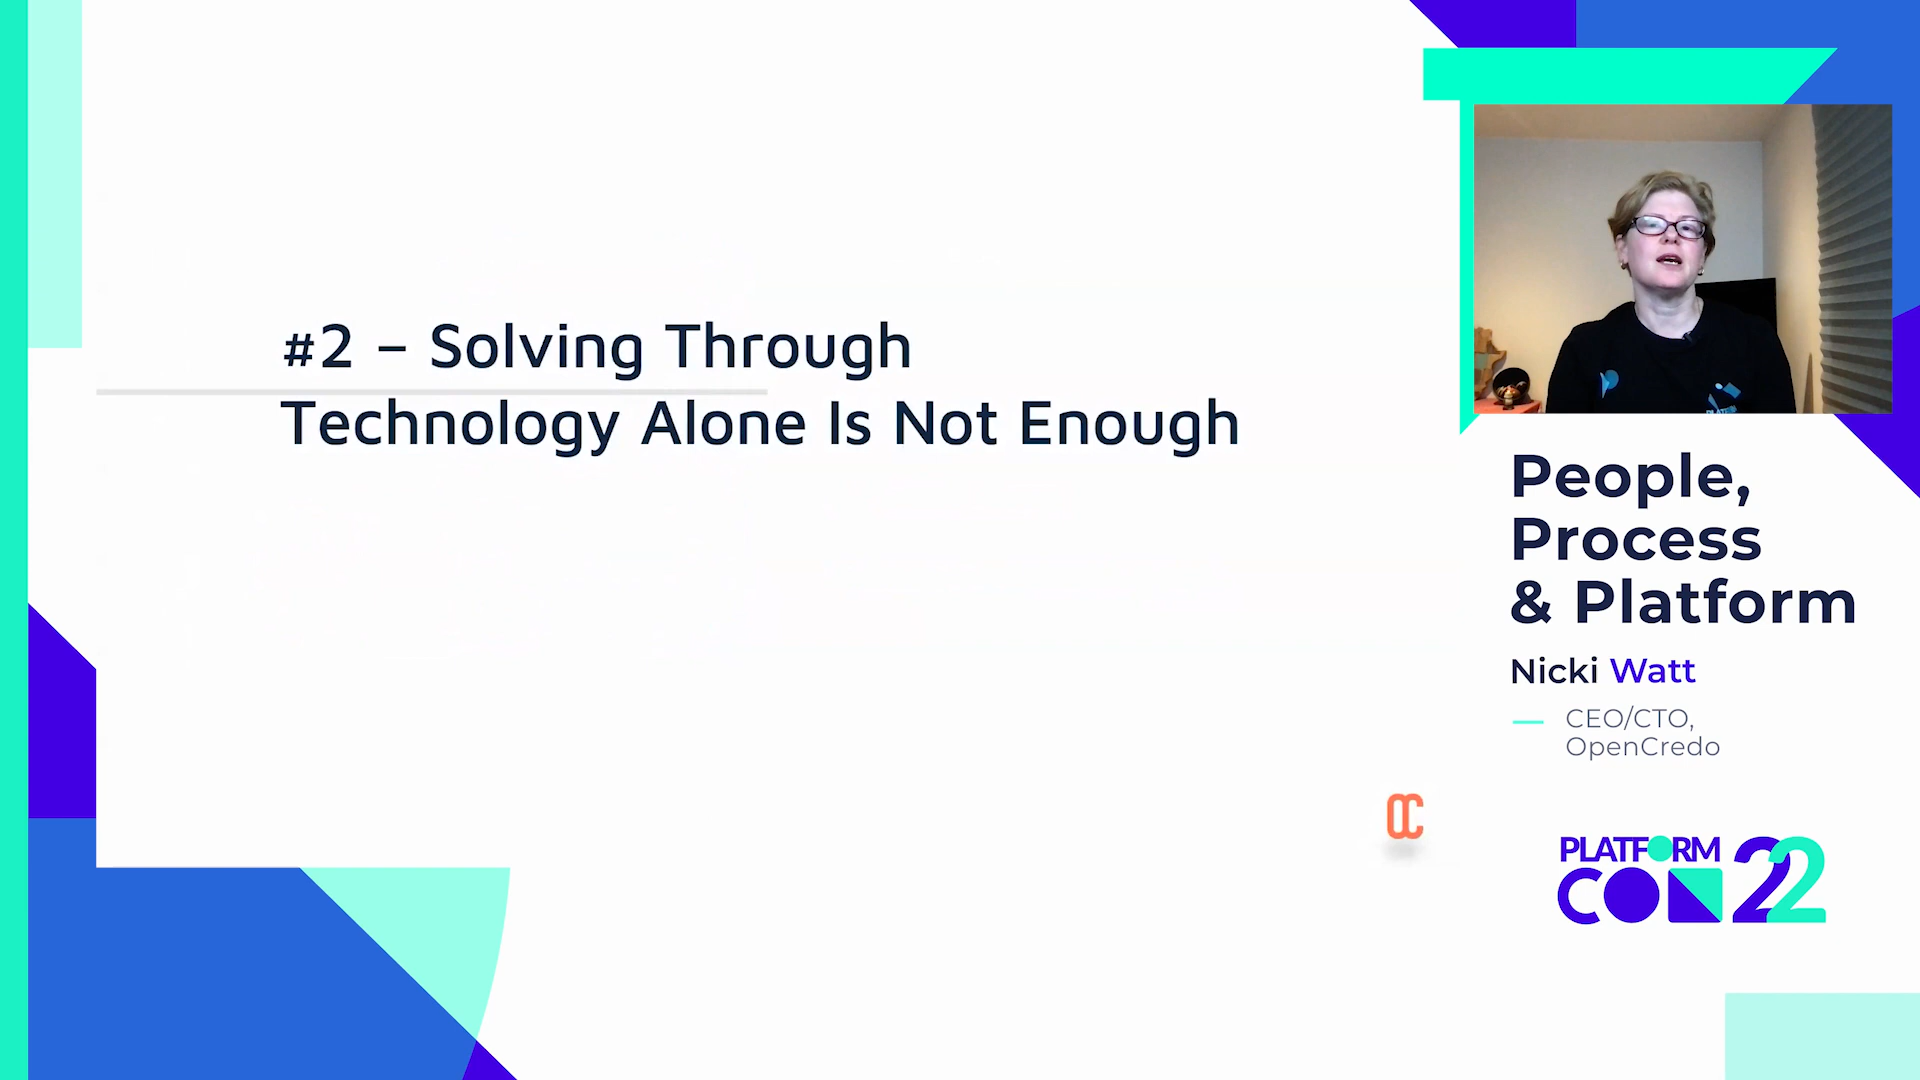 #2 – Solving Through
Technology Alone Is Not Enough
People,
Process
& Platform
Nicki Watt
CEO/CTO,
OpenCredo
PLATFORM
CON 22